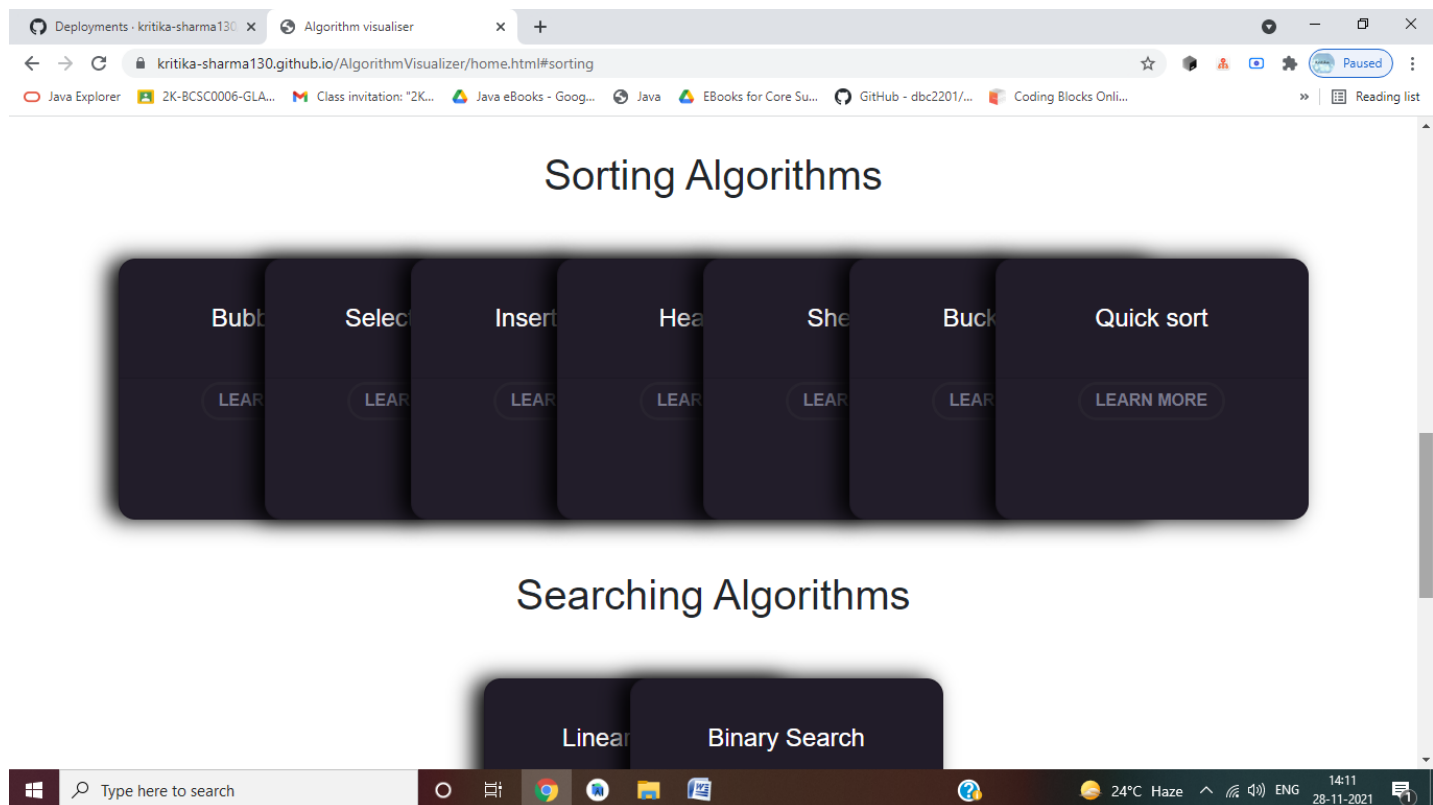 Deployments · kritika-sharma130
Algorithm visualiser
kritika-sharma130.github.io/AlgorithmVisualizer/home.html#sorting
Paused
Java Explorer 2K-BCSC0006-GLA... Class invitation: "2K... Java eBooks - Goog... Java EBooks for Core Su... GitHub - dbc2201/... Coding Blocks Onli... » Reading list
Sorting Algorithms
Bubb Select Insert Hea She Buck Quick sort
LEAR LEAR LEAR LEAR LEAR LEAR LEARN MORE
Searching Algorithms
Linear Binary Search
Type here to search
24°C Haze ENG
14:11
28-11-2021
1